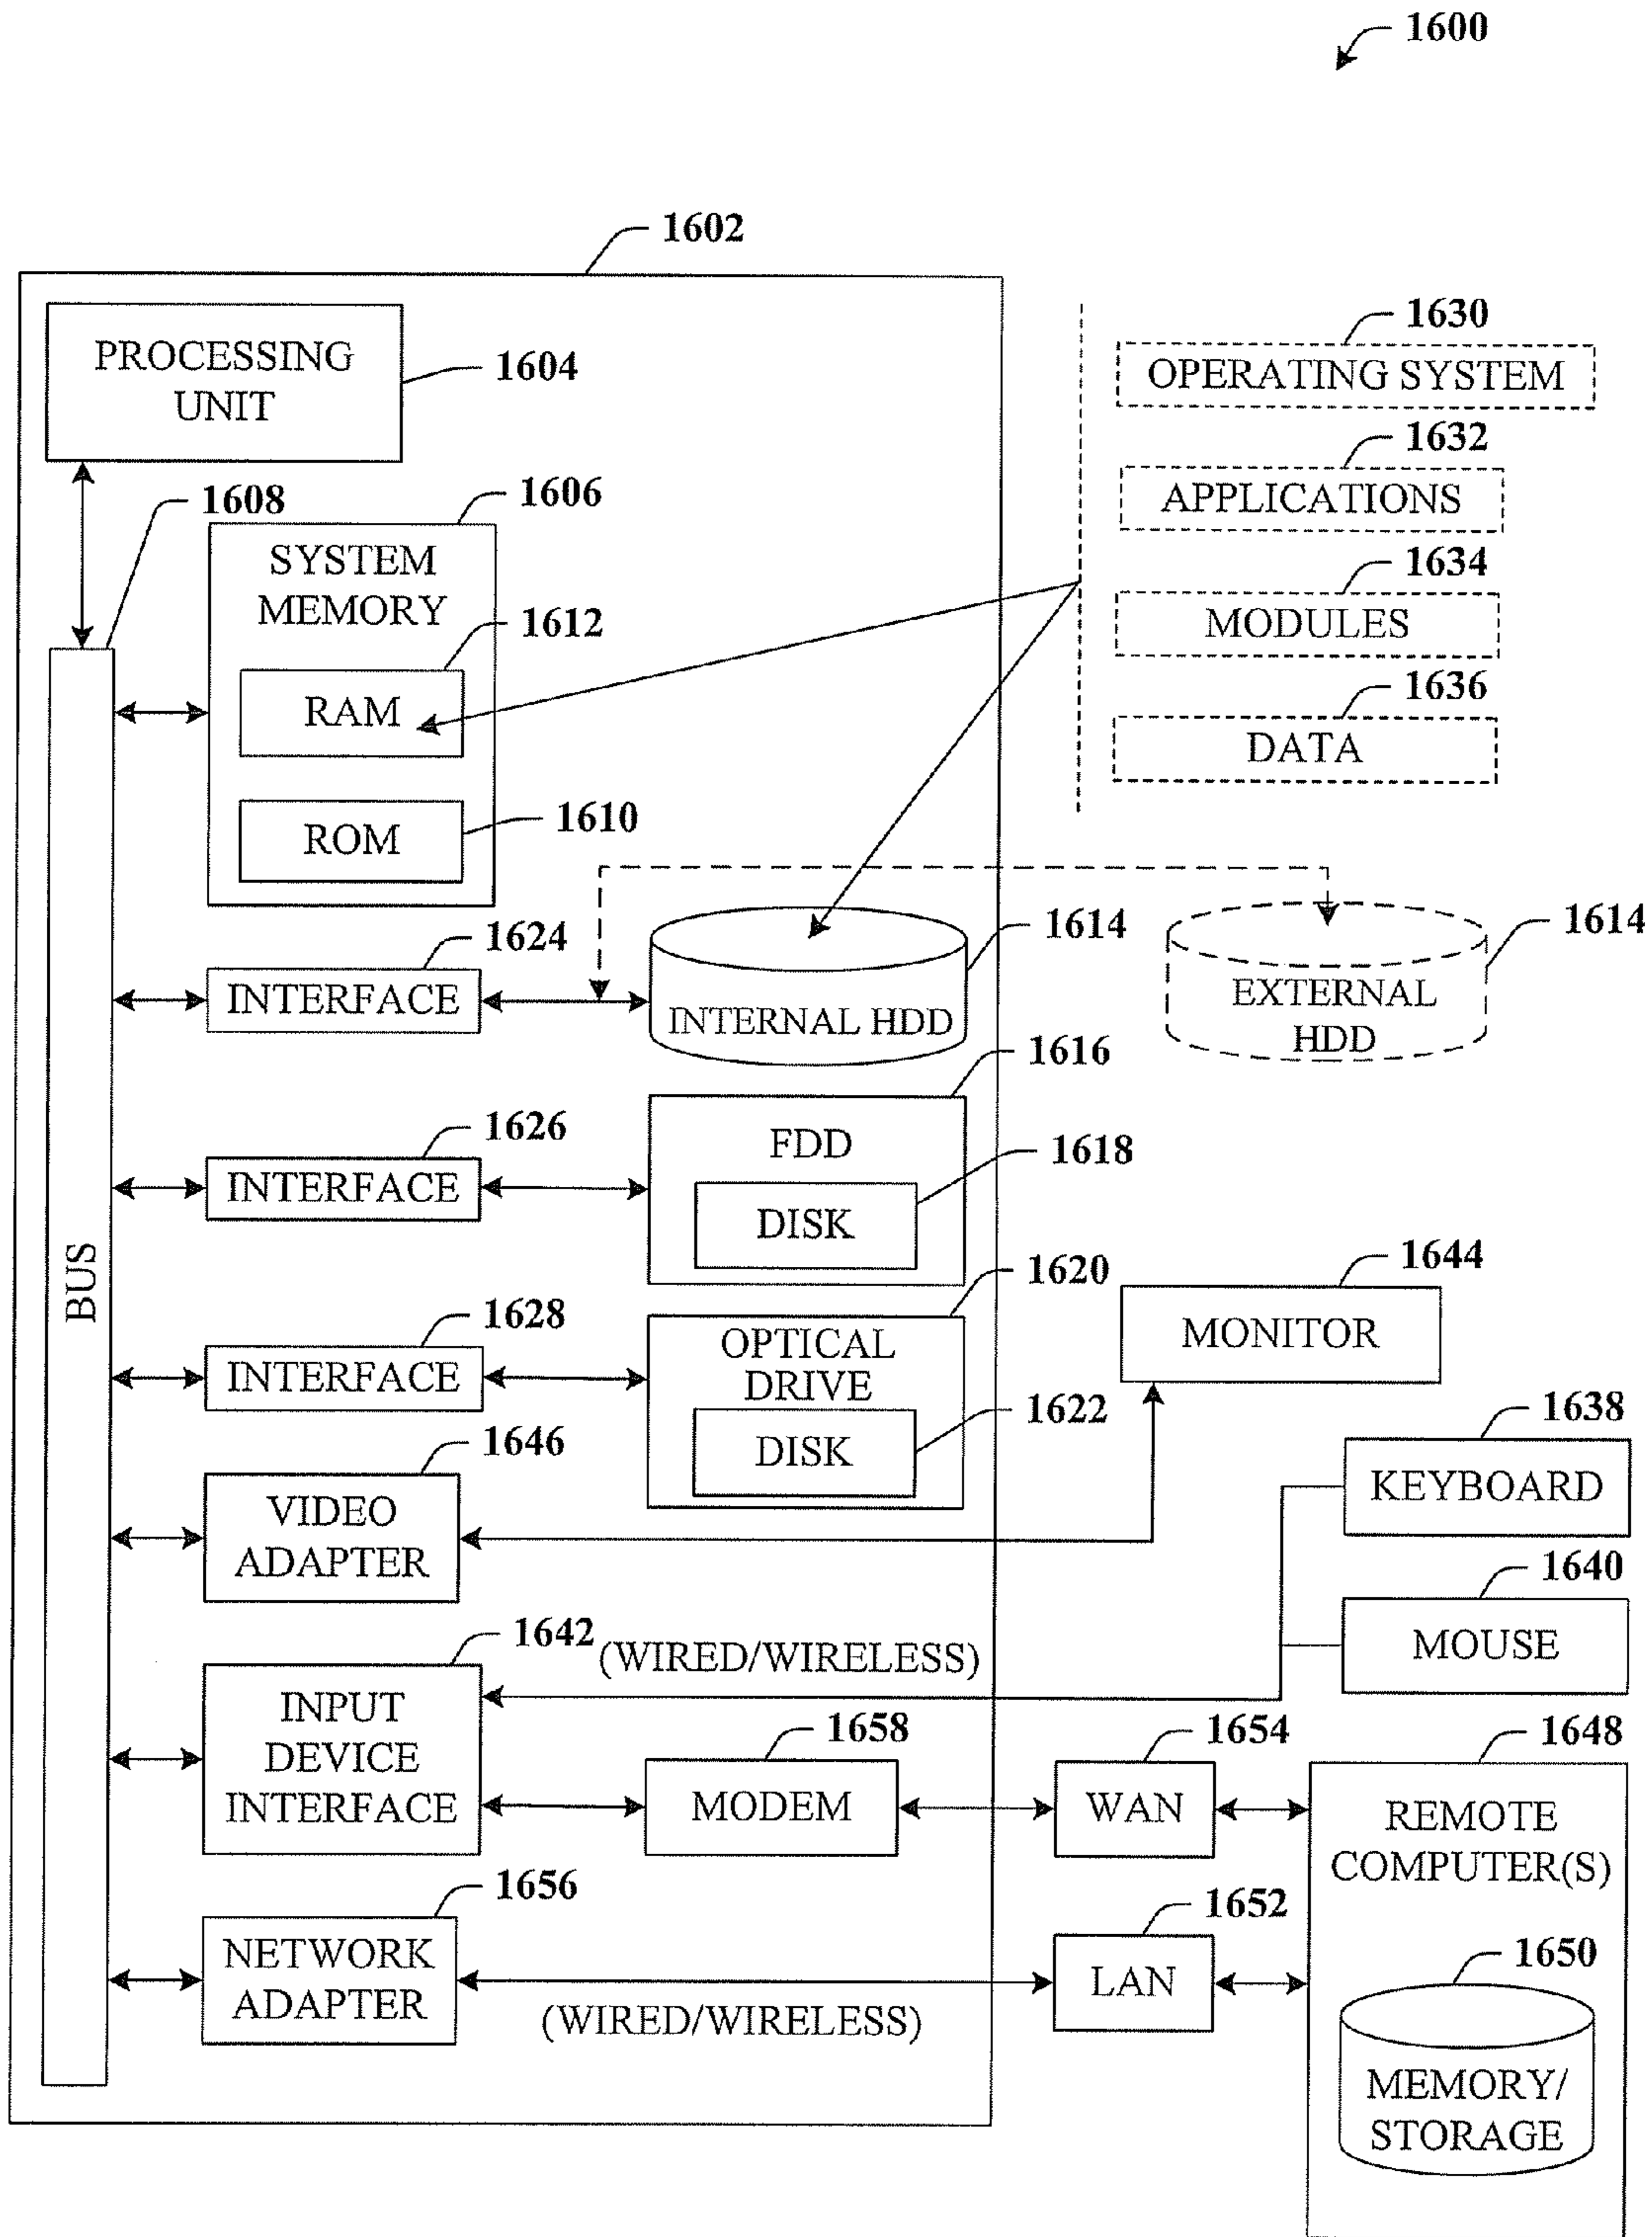 1600
1602
PROCESSING
UNIT
1604
1630
OPERATING SYSTEM
1632
APPLICATIONS
1634
MODULES
1636
DATA
1608
1606
SYSTEM
MEMORY
1612
RAM
1610
ROM
BUS
1624
INTERFACE
1614
INTERNAL HDD
1614
EXTERNAL
HDD
1626
INTERFACE
1616
FDD
1618
DISK
1628
INTERFACE
1620
OPTICAL
DRIVE
1622
DISK
1644
MONITOR
1646
VIDEO
ADAPTER
1638
KEYBOARD
1640
MOUSE
1642
(WIRED/WIRELESS)
INPUT
DEVICE
INTERFACE
1658
MODEM
1654
WAN
1648
REMOTE
COMPUTER(S)
1656
NETWORK
ADAPTER
(WIRED/WIRELESS)
1652
LAN
1650
MEMORY/
STORAGE